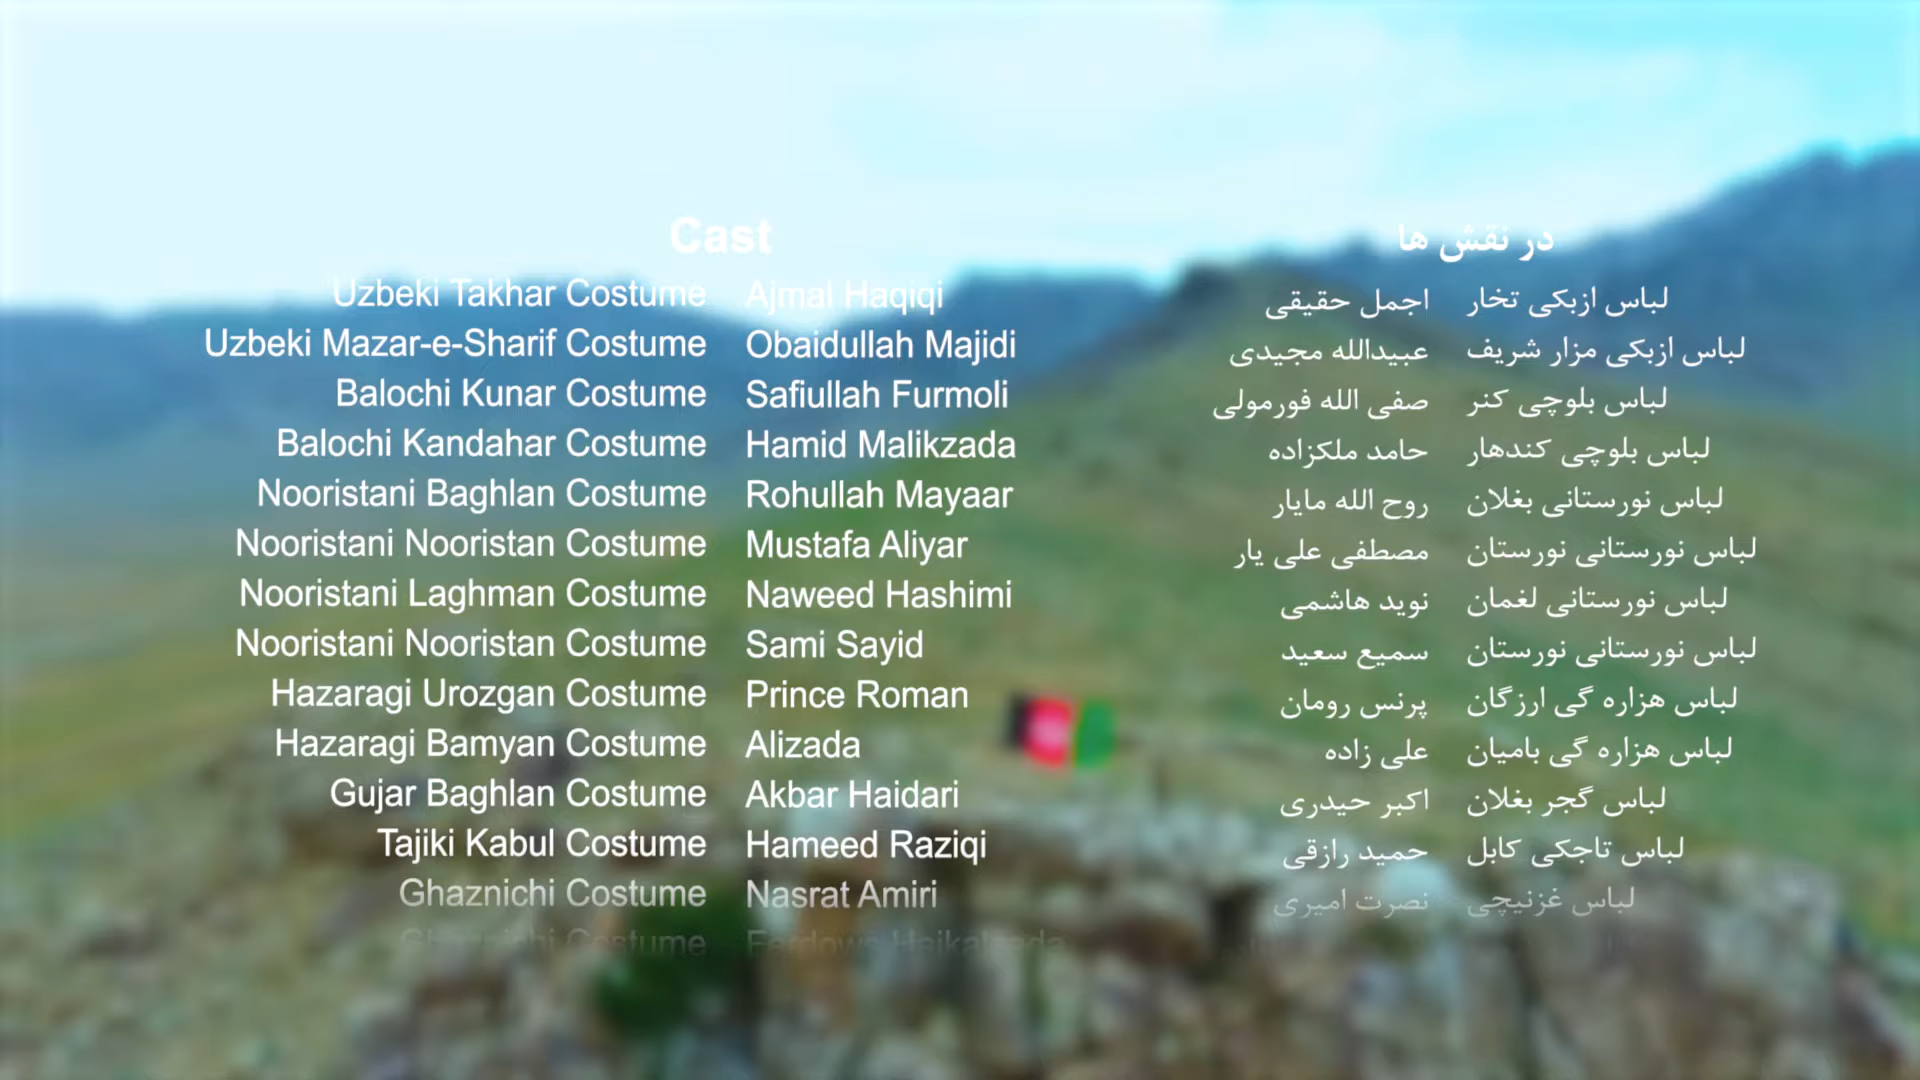 Cast
Uzbeki Takhar Costume Ajmal Haqiqi
Uzbeki Mazar-e-Sharif Costume Obaidullah Majidi
Balochi Kunar Costume Safiullah Furmoli
Balochi Kandahar Costume Hamid Malikzada
Nooristani Baghlan Costume Rohullah Mayaar
Nooristani Nooristan Costume Mustafa Aliyar
Nooristani Laghman Costume Naweed Hashimi
Nooristani Nooristan Costume Sami Sayid
Hazaragi Urozgan Costume Prince Roman
Hazaragi Bamyan Costume Alizada
Gujar Baghlan Costume Akbar Haidari
Tajiki Kabul Costume Hameed Raziqi
Ghaznichi Costume Nasrat Amiri
Ghaznichi Costume Ferdows Haikalzada
در نقش ها
لباس ازبکی تخار اجمل حقیقی
لباس ازبکی مزار شریف عبیدالله مجیدی
لباس بلوچی کنر صفی الله فورمولی
لباس بلوچی کندهار حامد ملکزاده
لباس نورستانی بغلان روح الله مایار
لباس نورستانی نورستان مصطفی علی یار
لباس نورستانی لغمان نوید هاشمی
لباس نورستانی نورستان سمیع سعید
لباس هزاره گی ارزگان پرنس رومان
لباس هزاره گی بامیان علی زاده
لباس گجر بغلان اکبر حیدری
لباس تاجکی کابل حمید رازقی
لباس غزنیچی نصرت امیری